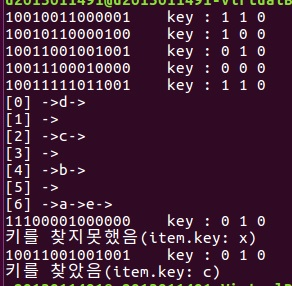 10010011000001    key : 1 1 0
10010110000100    key : 1 1 0
10011001001001    key : 0 1 0
10011100010000    key : 0 0 0
10011111011001    key : 1 0 0
[0] ->d->
[1] ->
[2] ->c->
[3] ->
[4] ->b->
[5] ->
[6] ->a->e->
11100001000000    key : 0 1 0
키를 찾지못했음(item.key: x)
10011001001001    key : 0 1 0
키를 찾았음(item.key: c)